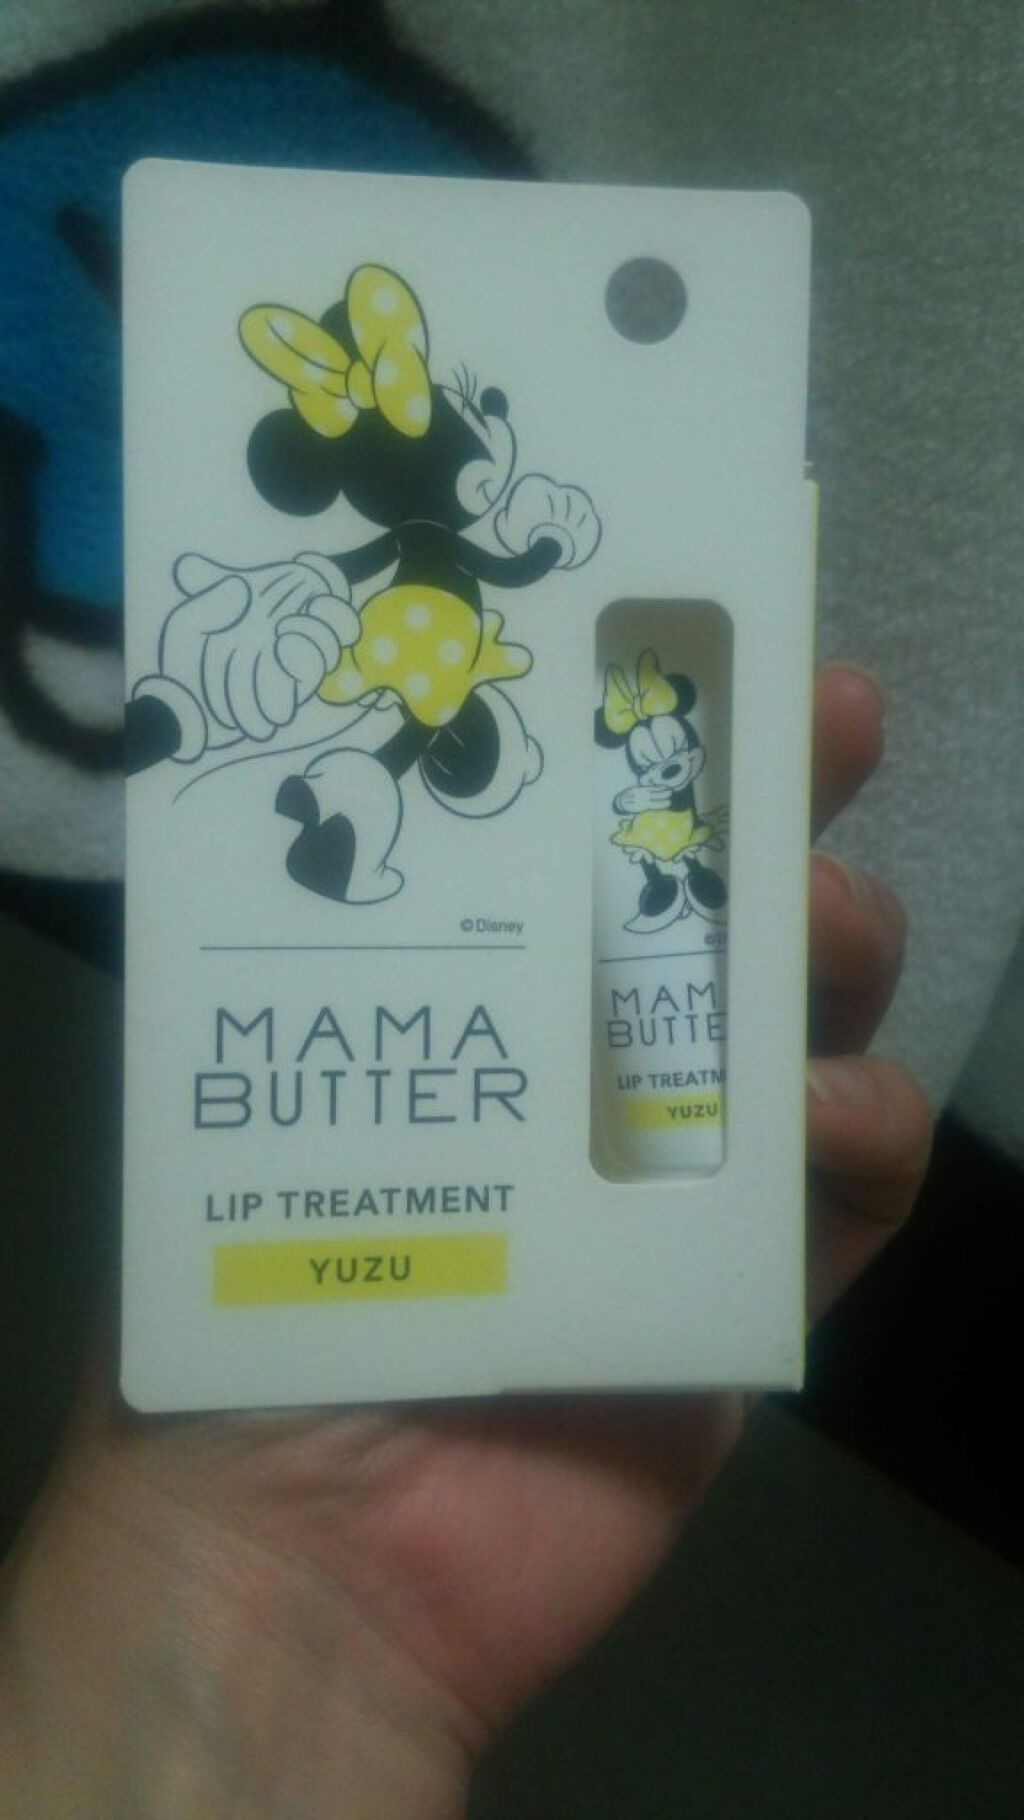 ©Disney
MAMA
BUTTER
LIP TREATMENT
YUZU
MAM
BUTTE
LIP TREATM
YUZU